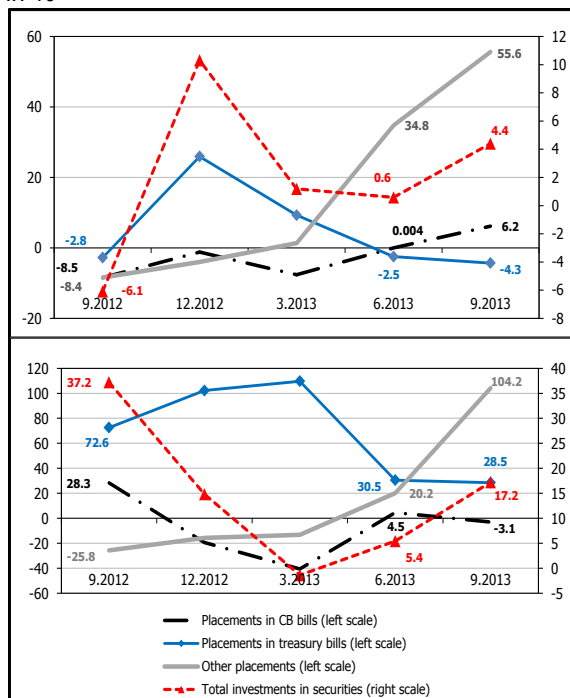 60 12
55.6
10
40 8
34.8
6
20 0.6 4.4 4
2
0.004 6.2 0
-2.8
0 -2
-8.5 -2.5 -4.3 -4
-8.4 -6.1
9.2012 12.2012 3.2013 6.2013 9.2013 -6
-20 -8
120 40
37.2 104.2
100 35
80 30
72.6
60 25
40 28.3 30.5 28.5 20
20 20.2 17.2 15
0 4.5 -3.1 10
-20 5.4 5
-25.8
-40 9.2012 12.2012 3.2013 6.2013 9.2013 0
-60 -5
Placements in CB bills (left scale)
Placements in treasury bills (left scale)
Other placements (left scale)
Total investments in securities (right scale)